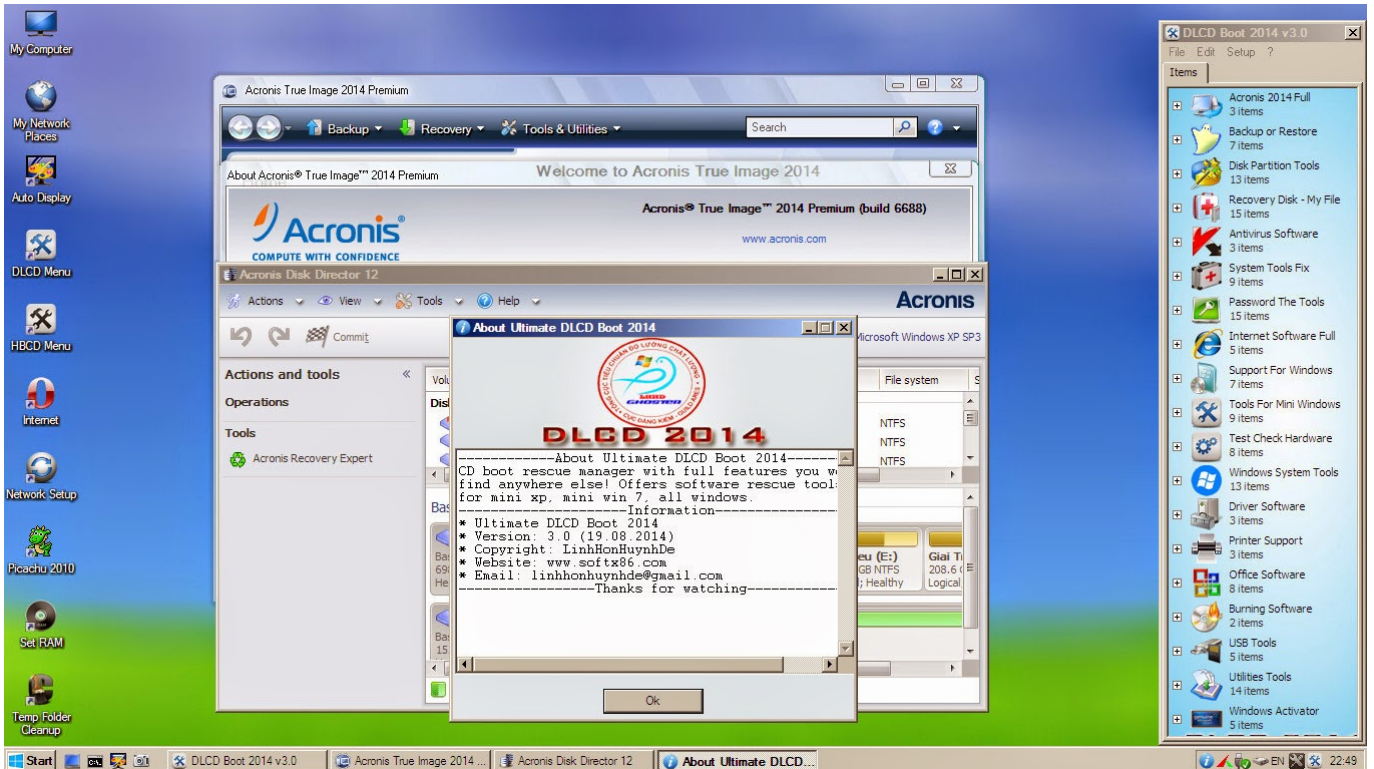 My Computer
My Network
Places
Auto Display
DLCD Menu
HBCD Menu
Internet
Network Setup
Picachu 2010
Set RAM
Temp Folder
Cleanup
Acronis True Image 2014 Premium
Backup
Recovery
Tools & Utilities
Search
About Acronis® True Image™ 2014 Premium
Welcome to Acronis True Image 2014
Acronis®
COMPUTE WITH CONFIDENCE
Acronis® True Image™ 2014 Premium (build 6688)
www.acronis.com
Acronis Disk Director 12
Actions View Tools Help
Acronis
Commit
Microsoft Windows XP SP3
Actions and tools «
Operations
Tools
Acronis Recovery Expert
File system
NTFS
NTFS
NTFS
eu (E:)
GB NTFS
; Healthy
Giai T
208.6
Logical
About Ultimate DLCD Boot 2014
DLCD 2014
------------About Ultimate DLCD Boot 2014------
CD boot rescue manager with full features you w
find anywhere else! Offers software rescue tool
for mini xp, mini win 7, all windows.
--------------------Information----------------
* Ultimate DLCD Boot 2014
* Version: 3.0 (19.08.2014)
* Copyright: LinhHonHuynhDe
* Website: www.softx86.com
* Email: linhhonhuynhde@gmail.com
-----------------Thanks for watching-----------
Ok
DLCD Boot 2014 v3.0
File Edit Setup ?
Items
Acronis 2014 Full
3 items
Backup or Restore
7 items
Disk Partition Tools
13 items
Recovery Disk - My File
15 items
Antivirus Software
3 items
System Tools Fix
9 items
Password The Tools
15 items
Internet Software Full
5 items
Support For Windows
7 items
Tools For Mini Windows
9 items
Test Check Hardware
8 items
Windows System Tools
13 items
Driver Software
3 items
Printer Support
3 items
Office Software
8 items
Burning Software
2 items
USB Tools
5 items
Utilities Tools
14 items
Windows Activator
5 items
Start
DLCD Boot 2014 v3.0
Acronis True Image 2014 ...
Acronis Disk Director 12
About Ultimate DLCD...
EN
22:49